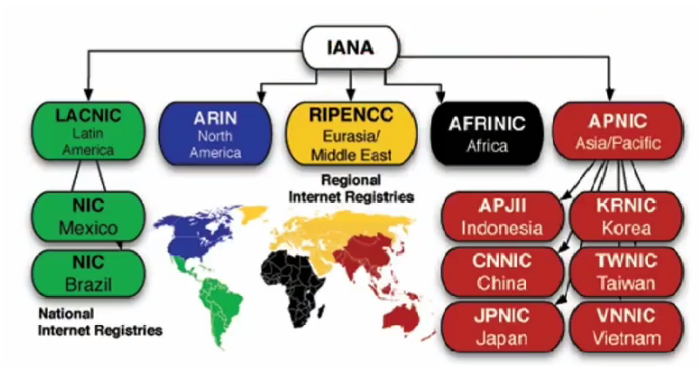 IANA
LACNIC
Latin
America
ARIN
North
America
RIPENCC
Eurasia/
Middle East
AFRINIC
Africa
APNIC
Asia/Pacific
Regional
Internet Registries
NIC
Mexico
NIC
Brazil
National
Internet Registries
APJII
Indonesia
KRNIC
Korea
CNNIC
China
TWNIC
Taiwan
JPNIC
Japan
VNNIC
Vietnam